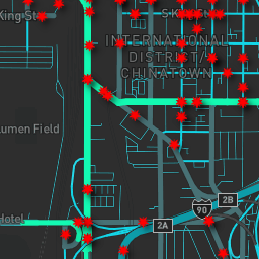 King St
S K
INTERNATIONAL
DISTRICT/
CHINATOWN
umen Field
2B
90
2A
Hotel /